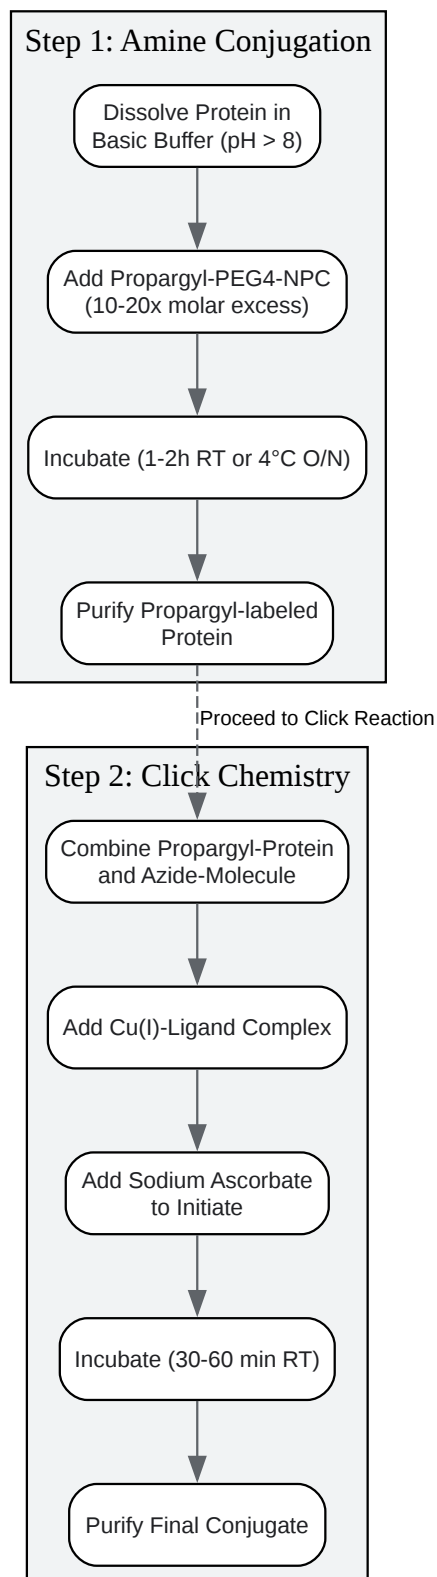 Step 1: Amine Conjugation
Dissolve Protein in
Basic Buffer (pH > 8)
Add Propargyl-PEG4-NPC
(10-20x molar excess)
Incubate (1-2h RT or 4°C O/N)
Purify Propargyl-labeled
Protein
Proceed to Click Reaction
Step 2: Click Chemistry
Combine Propargyl-Protein
and Azide-Molecule
Add Cu(I)-Ligand Complex
Add Sodium Ascorbate
to Initiate
Incubate (30-60 min RT)
Purify Final Conjugate